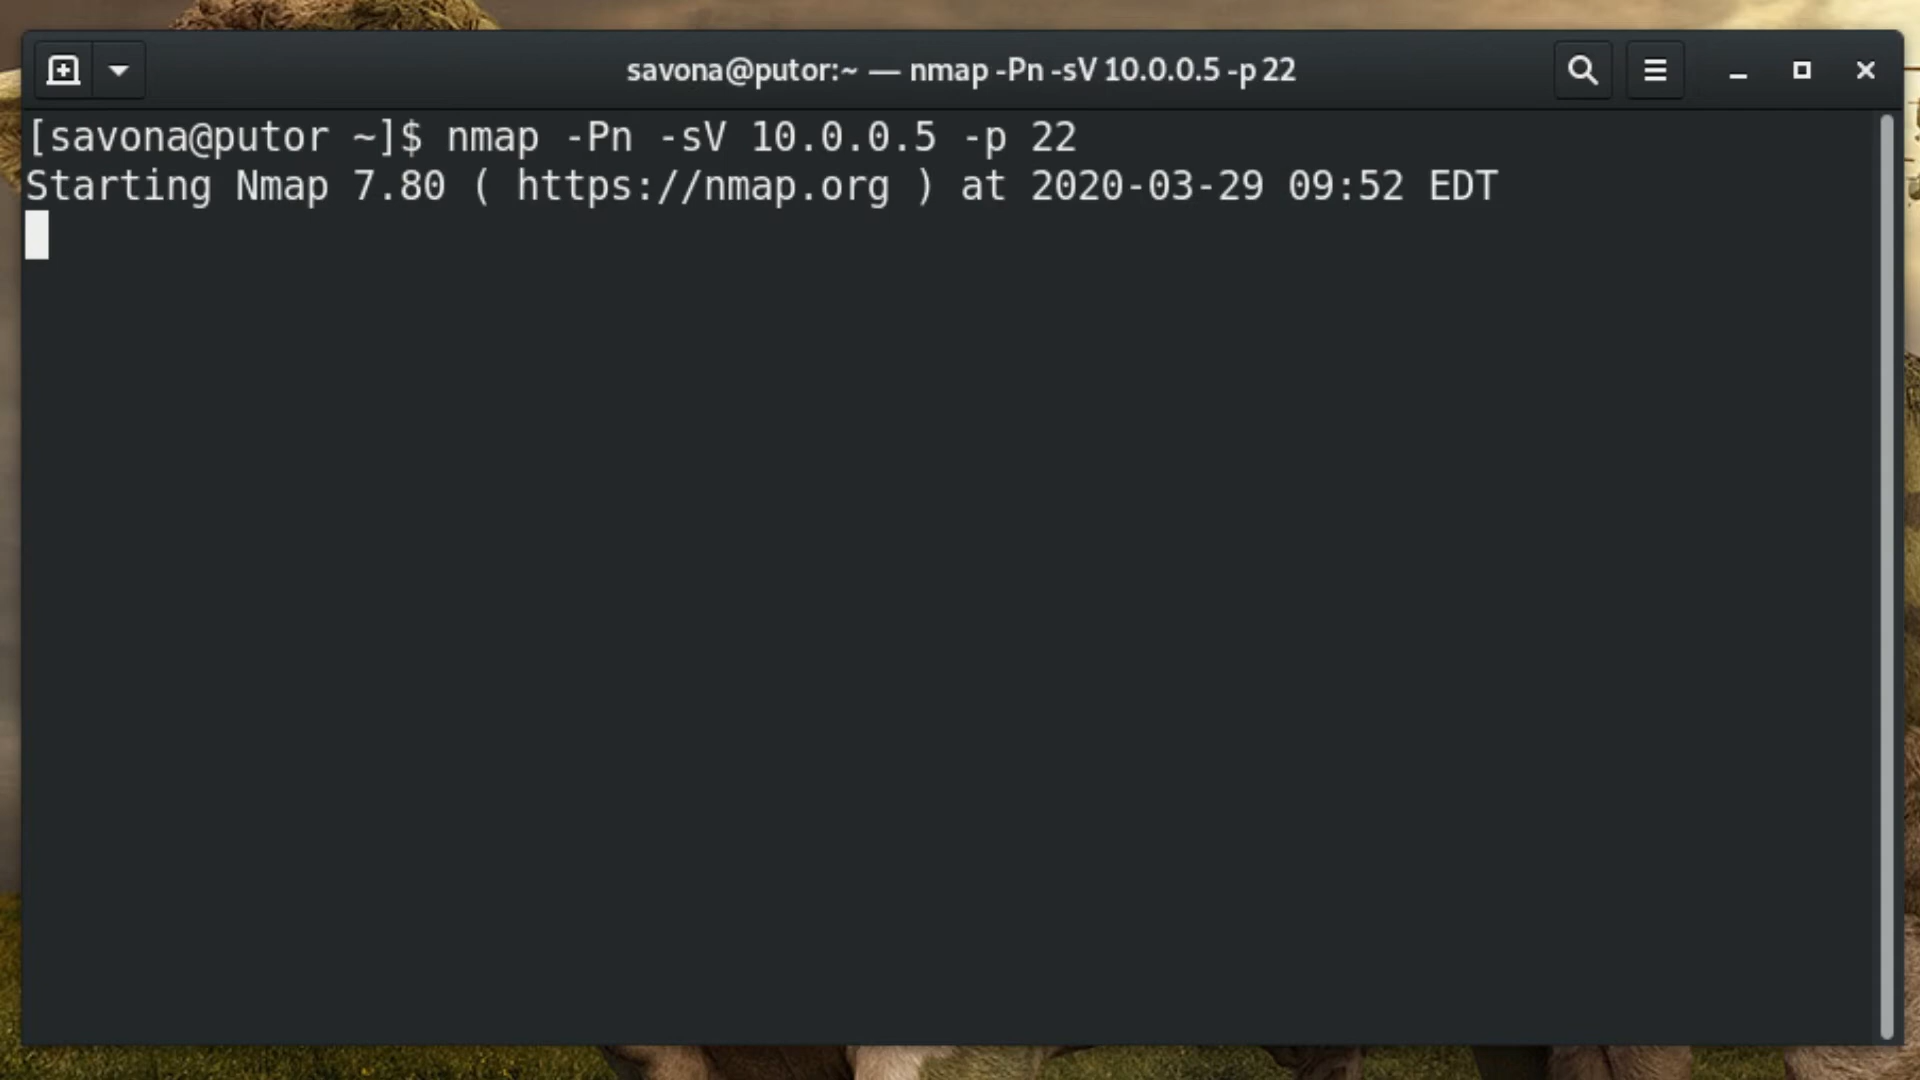 savona@putor:~ — nmap -Pn -sV 10.0.0.5 -p 22
[savona@putor ~]$ nmap -Pn -sV 10.0.0.5 -p 22
Starting Nmap 7.80 ( https://nmap.org ) at 2020-03-29 09:52 EDT